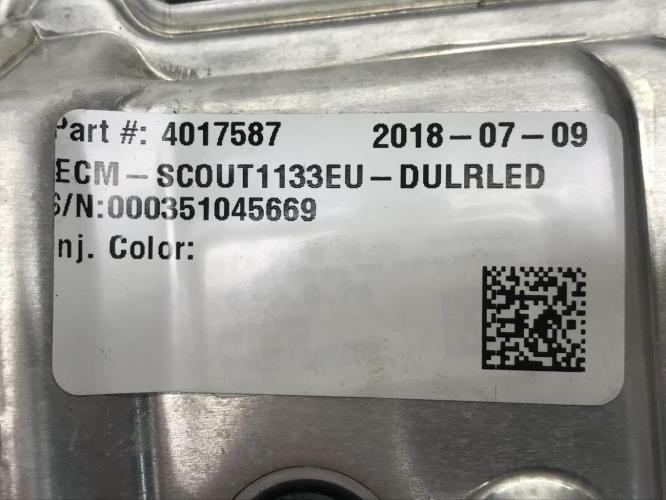 Part #: 4017587 2018-07-09
ECM-SCOUT1133EU-DULRLED
S/N:000351045669
nj. Color: